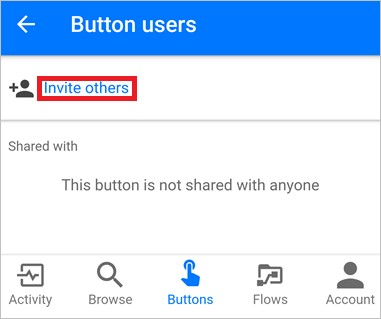 Button users
Invite others
Shared with
This button is not shared with anyone
Activity Browse Buttons Flows Account